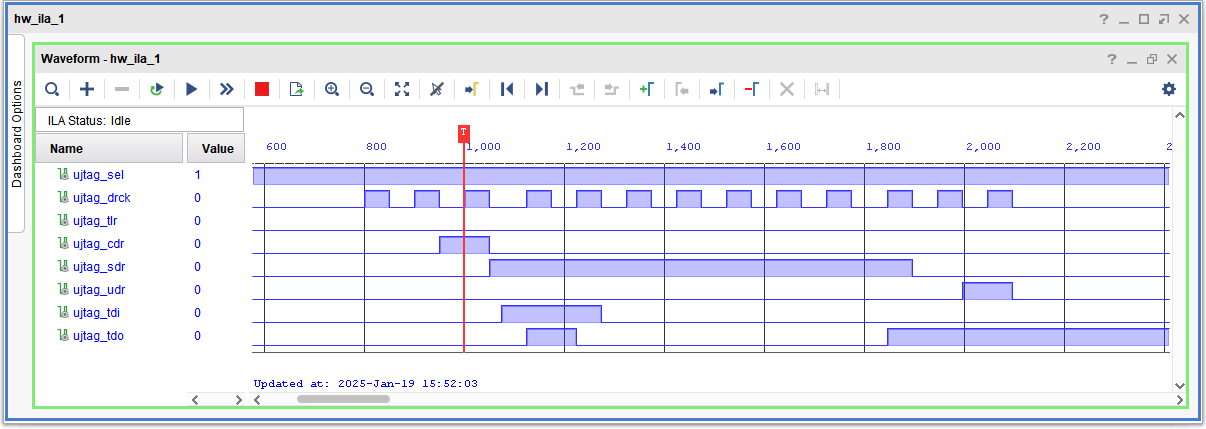 hw_ila_1
Dashboard Options
Waveform - hw_ila_1
ILA Status: Idle
Name Value
T
600 800 1,000 1,200 1,400 1,600 1,800 2,000 2,200 2
ujtag_sel 1
ujtag_drck 0
ujtag_tlr 0
ujtag_cdr 0
ujtag_sdr 0
ujtag_udr 0
ujtag_tdi 0
ujtag_tdo 0
Updated at: 2025-Jan-19 15:52:03